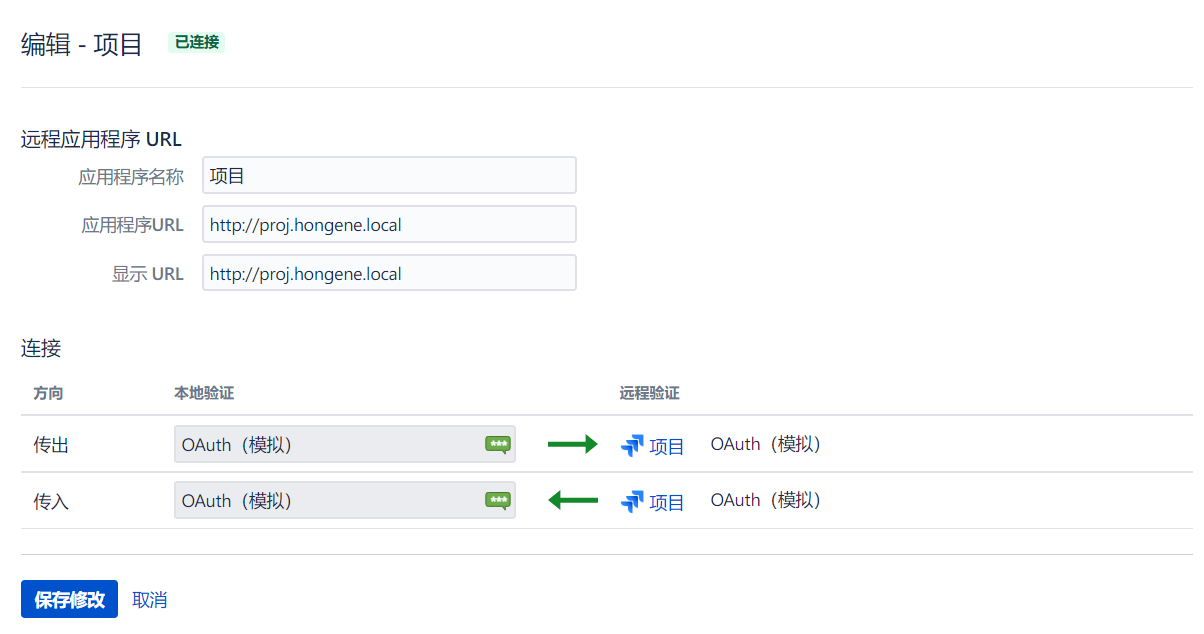 编辑 - 项目 已连接
远程应用程序 URL
应用程序名称 项目
应用程序URL http://proj.hongene.local
显示 URL http://proj.hongene.local
连接
方向 本地验证 远程验证
传出 OAuth（模拟） 项目 OAuth（模拟）
传入 OAuth（模拟） 项目 OAuth（模拟）
保存修改 取消